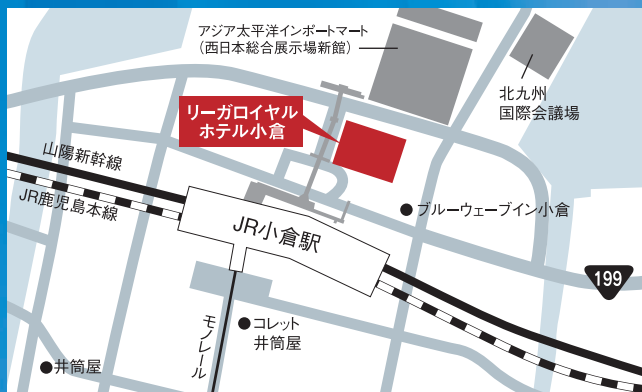 アジア太平洋インポートマート
(西日本総合展示場新館)
北九州
国際会議場
リーガロイヤル
ホテル小倉
山陽新幹線
JR鹿児島本線
ブルーウェーブイン小倉
JR小倉駅
199
コレット
井筒屋
モノレール
井筒屋